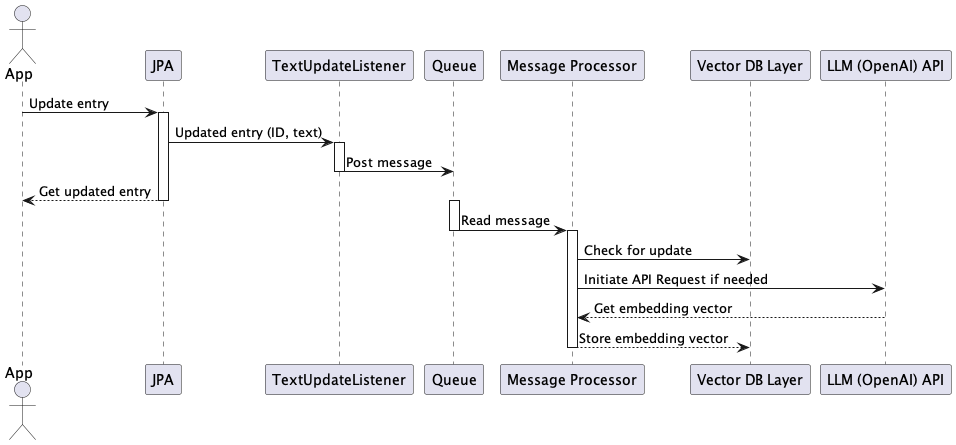 App
JPA
TextUpdateListener
Queue
Message Processor
Vector DB Layer
LLM (OpenAI) API
Update entry
Updated entry (ID, text)
Post message
Get updated entry
Read message
Check for update
Initiate API Request if needed
Get embedding vector
Store embedding vector
App
JPA
TextUpdateListener
Queue
Message Processor
Vector DB Layer
LLM (OpenAI) API